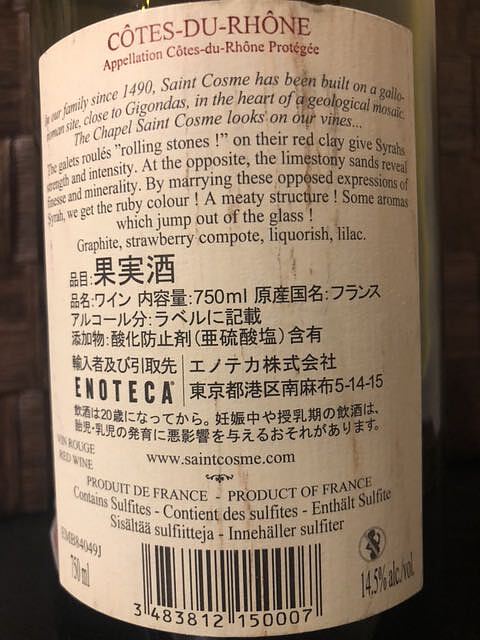 CÔTES-DU-RHÔNE
Appellation Côtes-du-Rhône Protégée
our family since 1490, Saint Cosme has been built on a gallo-
site, close to Gigondas, in the heart of a geological mosaic.
The Chapel Saint Cosme looks on our vines...
The galets roulés "rolling stones !" on their red clay give Syrahs
strength and intensity. At the opposite, the limestony sands reveal
finesse and minerality. By marrying these opposed expressions of
Syrah, we get the ruby colour ! A meaty structure ! Some aromas
which jump out of the glass !
Graphite, strawberry compote, liquorish, lilac.
品目:果実酒
品名:ワイン 内容量:750ml 原産国名:フランス
アルコール分:ラベルに記載
添加物:酸化防止剤(亜硫酸塩)含有
輸入者及び引取先 エノテカ株式会社
ENOTECA® 東京都港区南麻布5-14-15
飲酒は20歳になってから。妊娠中や授乳期の飲酒は、
胎児・乳児の発育に悪影響を与えるおそれがあります。
VIN ROUGE
RED WINE
www.saintcosme.com
PRODUIT DE FRANCE - PRODUCT OF FRANCE
Contains Sulfites - Contient des sulfites - Enthält Sulfite
Sisältää sulfiitteja - Innehäller sulfiter
EMB84049J
750 ml
14.5% alc./vol.
3 483812 150007